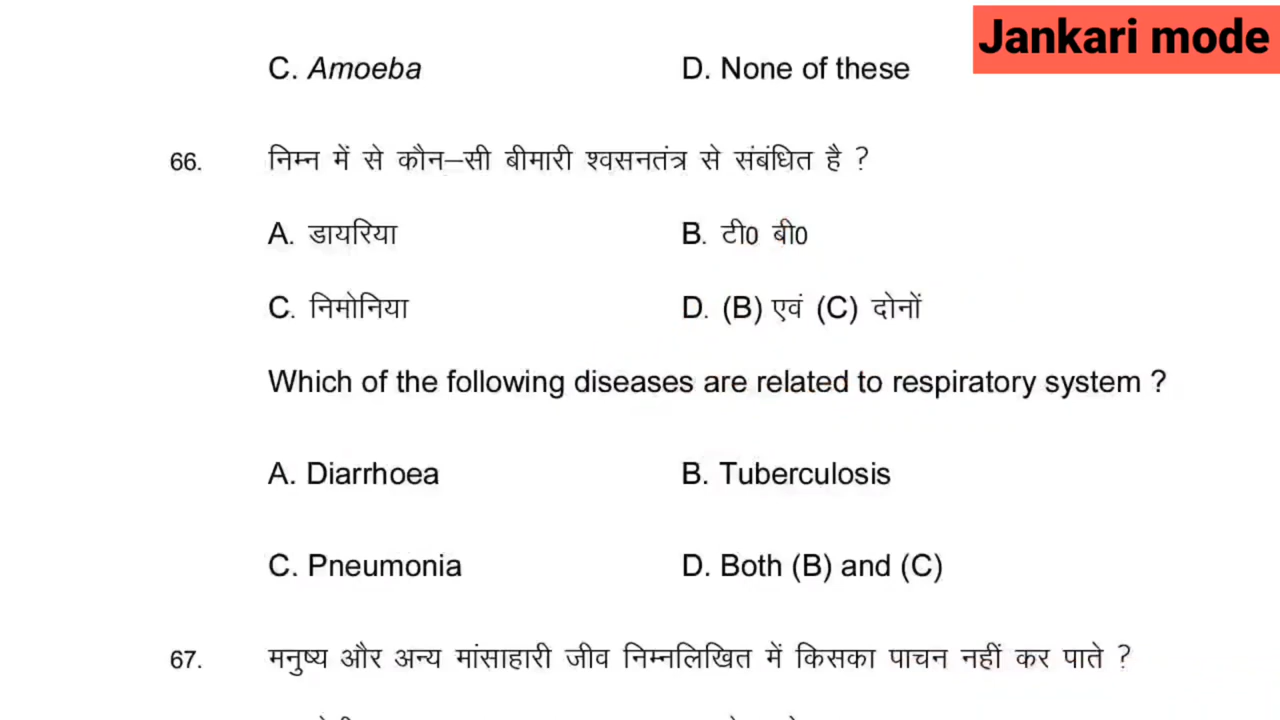 Jankari mode
C. Amoeba D. None of these
66. निम्न में से कौन–सी बीमारी श्वसनतंत्र से संबंधित है ?
A. डायरिया B. टी0 बी0
C. निमोनिया D. (B) एवं (C) दोनों
Which of the following diseases are related to respiratory system ?
A. Diarrhoea B. Tuberculosis
C. Pneumonia D. Both (B) and (C)
67. मनुष्य और अन्य मांसाहारी जीव निम्नलिखित में किसका पाचन नहीं कर पाते ?